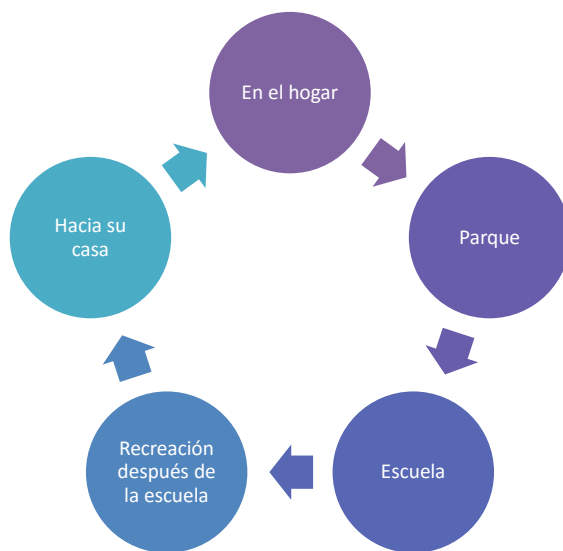 En el hogar
Parque
Escuela
Recreación
después de
la escuela
Hacia su
casa